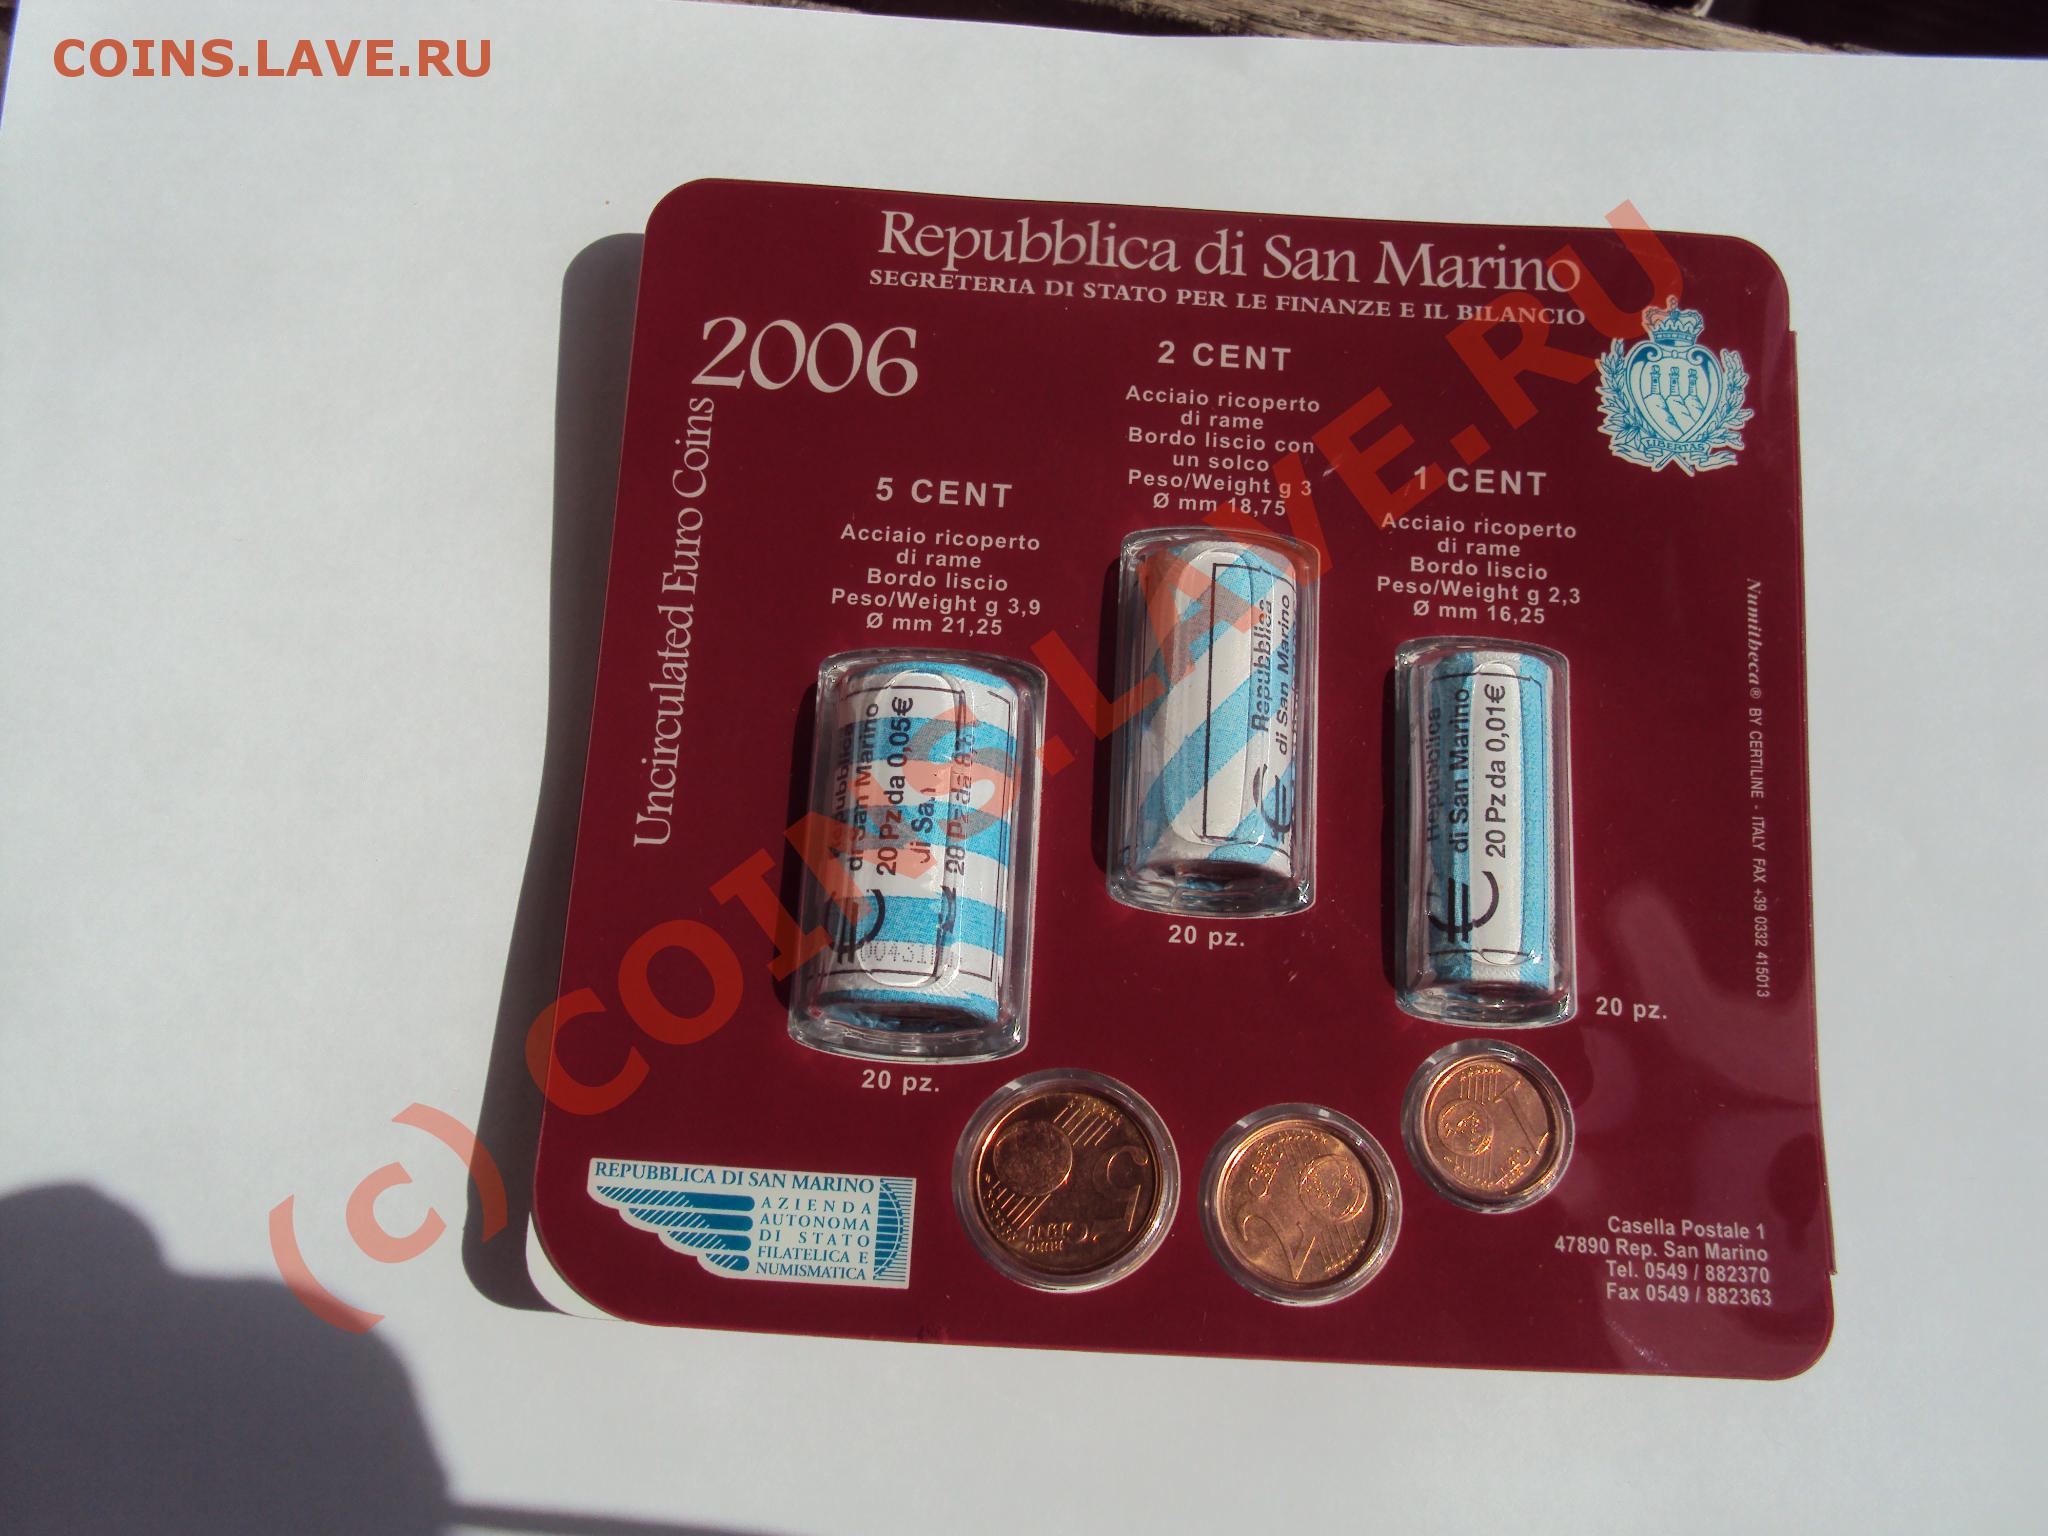 COINS.LAVE.RU
Repubblica di San Marino
SEGRETERIA DI STATO PER LE FINANZE E IL BILANCIO
2006
Uncirculated Euro Coins
2 CENT
Acciaio ricoperto
di rame
Bordo liscio con
un solco
Peso/Weight g 3
Ø mm 18,75
5 CENT
Acciaio ricoperto
di rame
Bordo liscio
Peso/Weight g 3,9
Ø mm 21,25
1 CENT
Acciaio ricoperto
di rame
Bordo liscio
Peso/Weight g 2,3
Ø mm 16,25
LIBERTAS
Numibeca® BY CERTILINE - ITALY FAX +39 0332 415013
Repubblica
di San Marino
20 Pz da 0,05€
€
20 pz.
Repubblica
di San Marino
€
20 pz.
Repubblica
di San Marino
20 Pz da 0,01€
€
20 pz.
5
2
1
REPUBBLICA DI SAN MARINO
AZIENDA
AUTONOMA
DI STATO
FILATELICA E
NUMISMATICA
Casella Postale 1
47890 Rep. San Marino
Tel. 0549 / 882370
Fax 0549 / 882363
(c) COINS.LAVE.RU